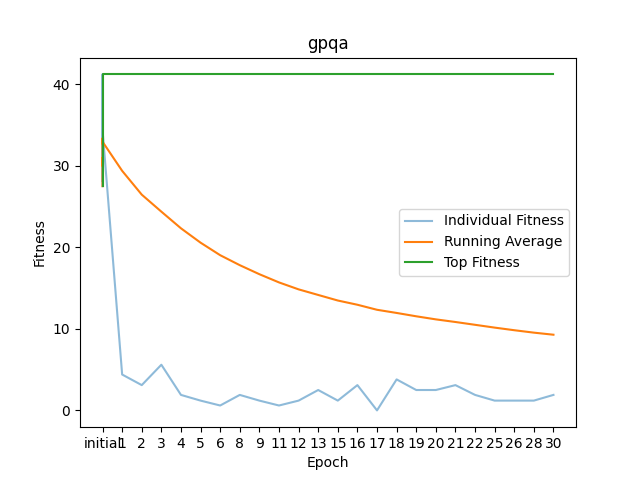 gpqa
Fitness
40
30
20
10
0
Individual Fitness
Running Average
Top Fitness
initial 1 2 3 4 5 6 8 9 11 12 13 15 16 17 18 19 20 21 22 25 26 28 30
Epoch